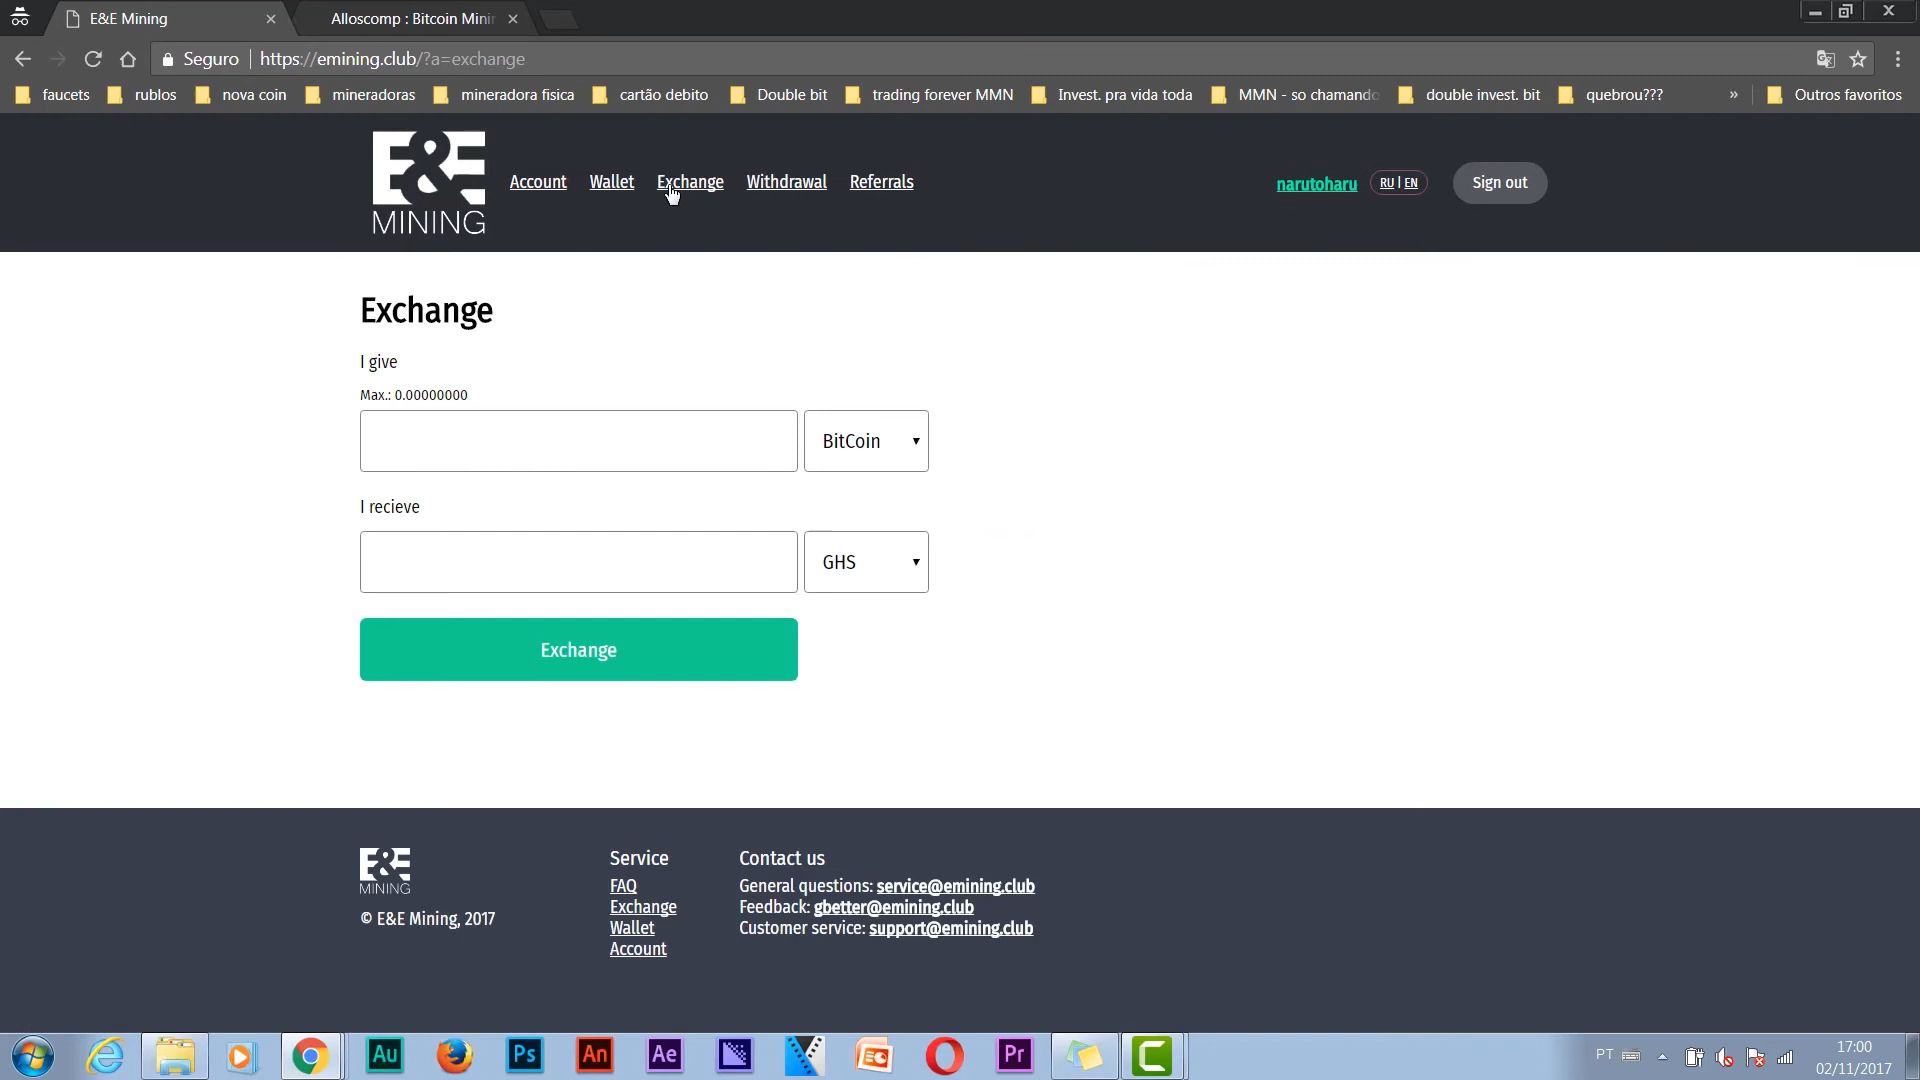 E&E Mining
Alloscomp : Bitcoin Minin
Seguro
https://emining.club/?a=exchange
faucets
rublos
nova coin
mineradoras
mineradora fisica
cartão debito
Double bit
trading forever MMN
Invest. pra vida toda
MMN - so chamando
double invest. bit
quebrou???
»
Outros favoritos
E&E
MINING
Account
Wallet
Exchange
Withdrawal
Referrals
narutoharu
RU | EN
Sign out
Exchange
I give
Max.: 0.00000000
BitCoin
I recieve
GHS
Exchange
E&E
MINING
© E&E Mining, 2017
Service
FAQ
Exchange
Wallet
Account
Contact us
General questions: service@emining.club
Feedback: gbetter@emining.club
Customer service: support@emining.club
Au
Ps
An
Ae
Pr
PT
17:00
02/11/2017